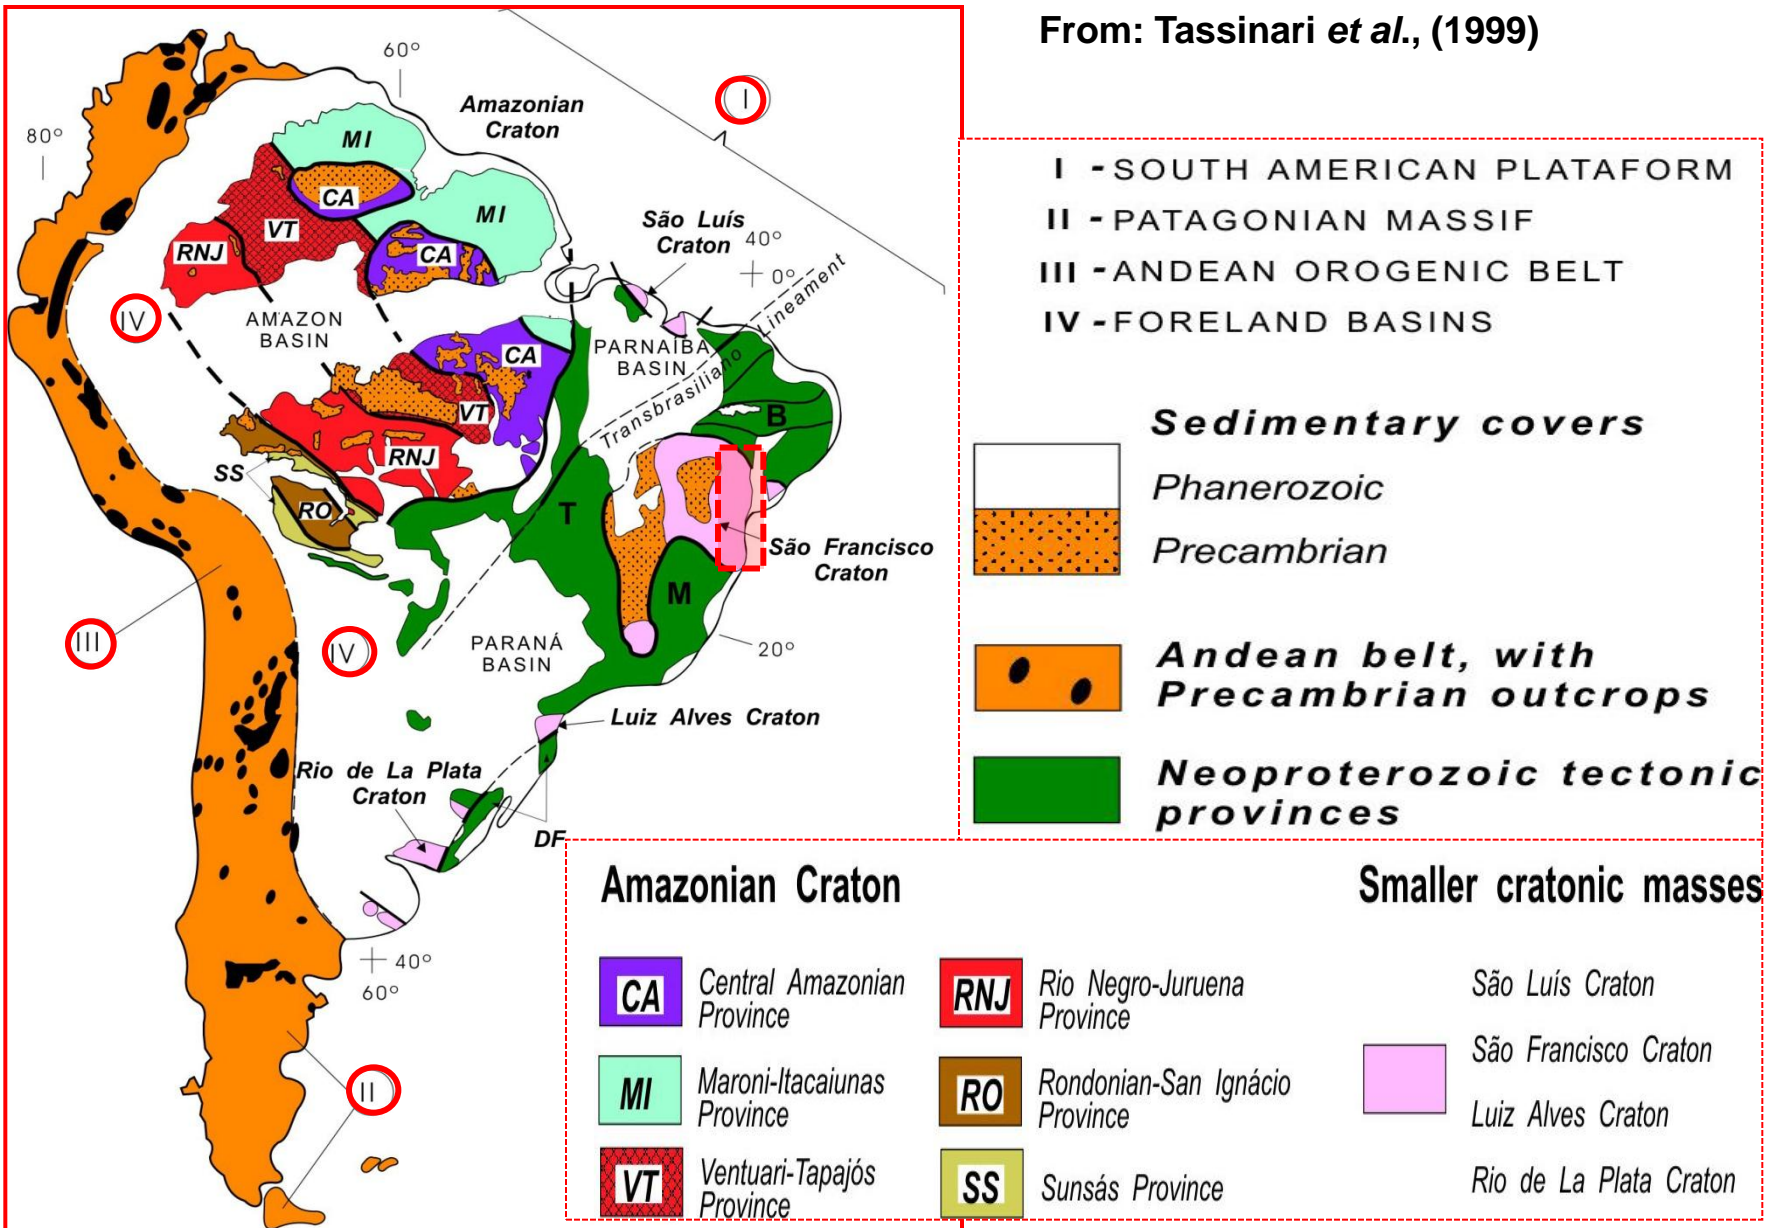 From: Tassinari et al., (1999)
60°
I
Amazonian
Craton
80°
MI
CA
MI
São Luís
Craton
40°
0°
VT
RNJ
CA
IV
AMAZON
BASIN
CA
PARNAÍBA
BASIN
Transbrasiliano Lineament
VT
B
RNJ
SS
RO
T
São Francisco
Craton
M
III
IV
PARANÁ
BASIN
20°
Luiz Alves Craton
Rio de La Plata
Craton
DF
40°
60°
II
I - SOUTH AMERICAN PLATAFORM
II - PATAGONIAN MASSIF
III - ANDEAN OROGENIC BELT
IV - FORELAND BASINS
Sedimentary covers
Phanerozoic
Precambrian
Andean belt, with
Precambrian outcrops
Neoproterozoic tectonic
provinces
Amazonian Craton
CA Central Amazonian
Province
MI Maroni-Itacaiunas
Province
VT Ventuari-Tapajós
Province
RNJ Rio Negro-Juruena
Province
RO Rondonian-San Ignácio
Province
SS Sunsás Province
Smaller cratonic masses
São Luís Craton
São Francisco Craton
Luiz Alves Craton
Rio de La Plata Craton